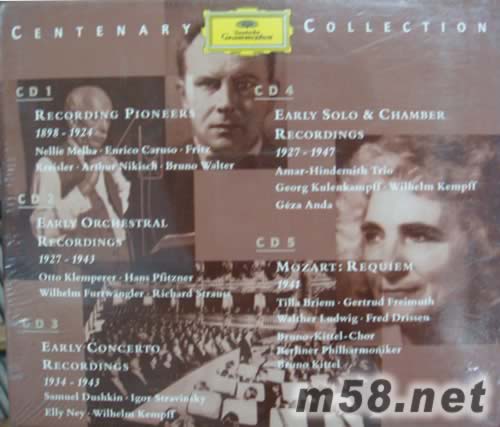 CENTENARY COLLECTION
Deutsche
Grammophon
CD 1
RECORDING PIONEERS
1898 - 1924
Nellie Melba · Enrico Caruso · Fritz
Kreisler · Arthur Nikisch · Bruno Walter
CD 2
EARLY ORCHESTRAL
RECORDINGS
1927 - 1943
Otto Klemperer · Hans Pfitzner
Wilhelm Furtwängler · Richard Strauss
CD 3
EARLY CONCERTO
RECORDINGS
1934 - 1943
Samuel Dushkin · Igor Stravinsky
Elly Ney · Wilhelm Kempff
CD 4
EARLY SOLO & CHAMBER
RECORDINGS
1927 - 1947
Amar-Hindemith Trio
Georg Kulenkampff · Wilhelm Kempff
Géza Anda
CD 5
MOZART: REQUIEM
1941
Tilla Briem · Gertrud Freimuth
Walther Ludwig · Fred Drissen
Bruno-Kittel-Chor
Berliner Philharmoniker
Bruno Kittel
m58.net